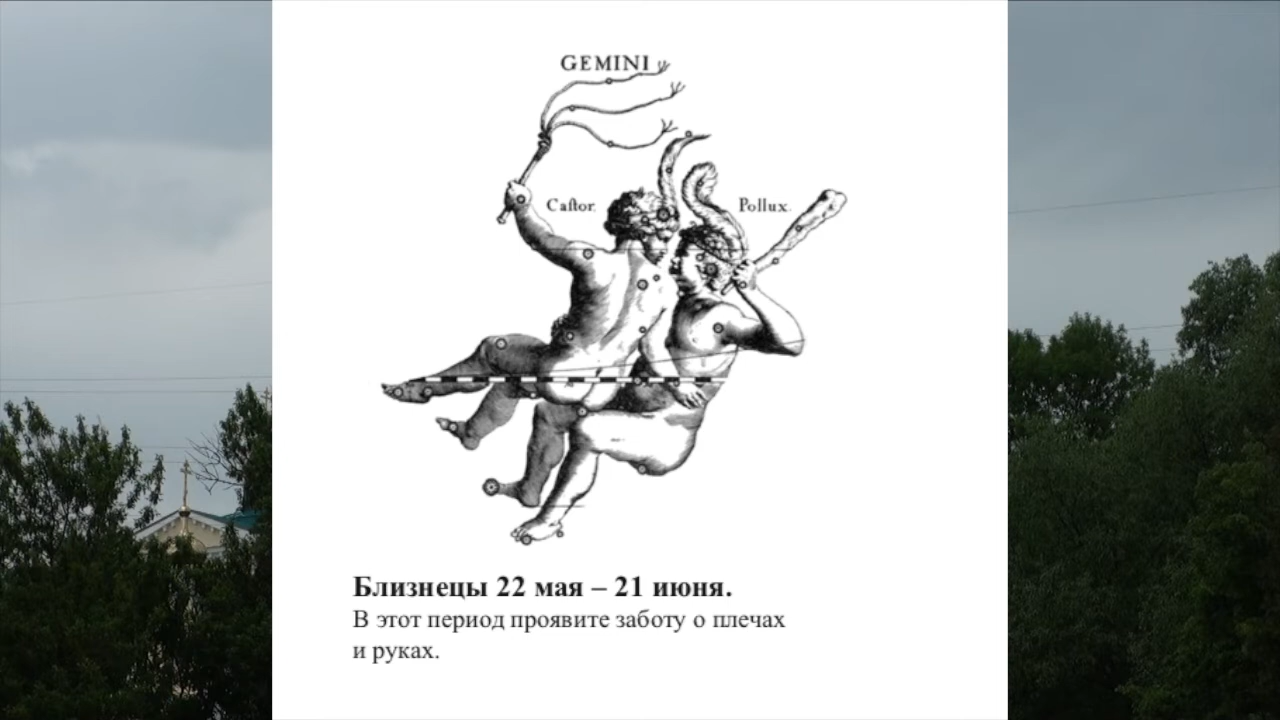 GEMINI
Caſtor.
Pollux.
Близнецы 22 мая – 21 июня.
В этот период проявите заботу о плечах
и руках.